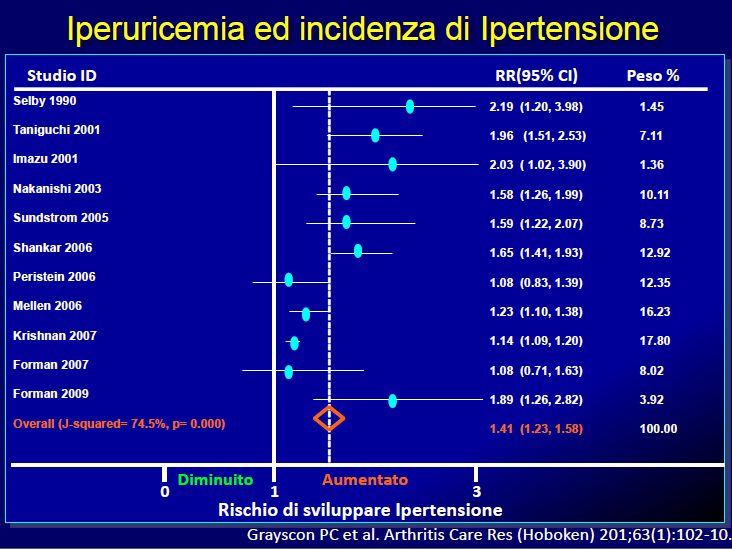 Iperuricemia ed incidenza di Ipertensione
Studio ID RR(95% CI) Peso %
Selby 1990 2.19 (1.20, 3.98) 1.45
Taniguchi 2001 1.96 (1.51, 2.53) 7.11
Imazu 2001 2.03 ( 1.02, 3.90) 1.36
Nakanishi 2003 1.58 (1.26, 1.99) 10.11
Sundstrom 2005 1.59 (1.22, 2.07) 8.73
Shankar 2006 1.65 (1.41, 1.93) 12.92
Peristein 2006 1.08 (0.83, 1.39) 12.35
Mellen 2006 1.23 (1.10, 1.38) 16.23
Krishnan 2007 1.14 (1.09, 1.20) 17.80
Forman 2007 1.08 (0.71, 1.63) 8.02
Forman 2009 1.89 (1.26, 2.82) 3.92
Overall (J-squared= 74.5%, p= 0.000) 1.41 (1.23, 1.58) 100.00
Diminuito Aumentato
0 1 3
Rischio di sviluppare Ipertensione
Grayscon PC et al. Arthritis Care Res (Hoboken) 201;63(1):102-10.